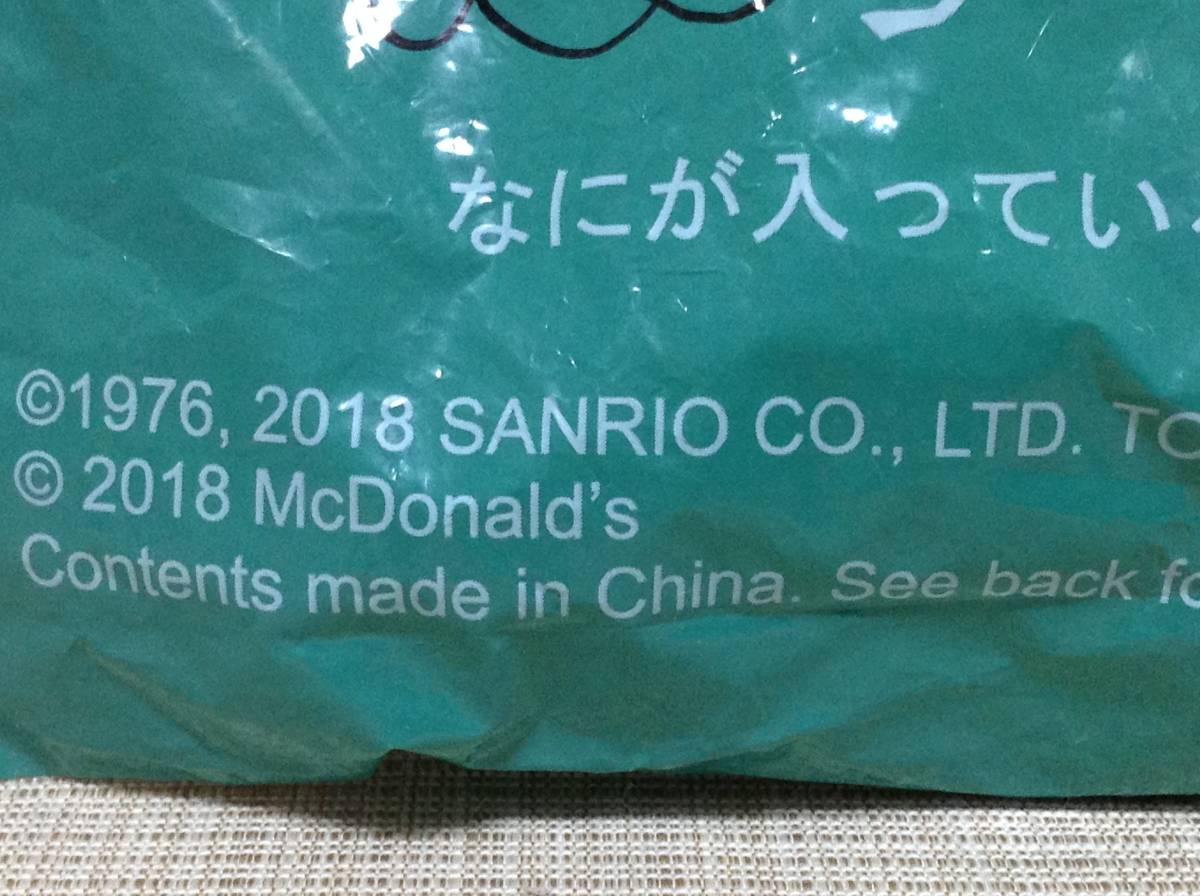 なにが入ってい
©1976, 2018 SANRIO CO., LTD.
© 2018 McDonald's
Contents made in China. See back